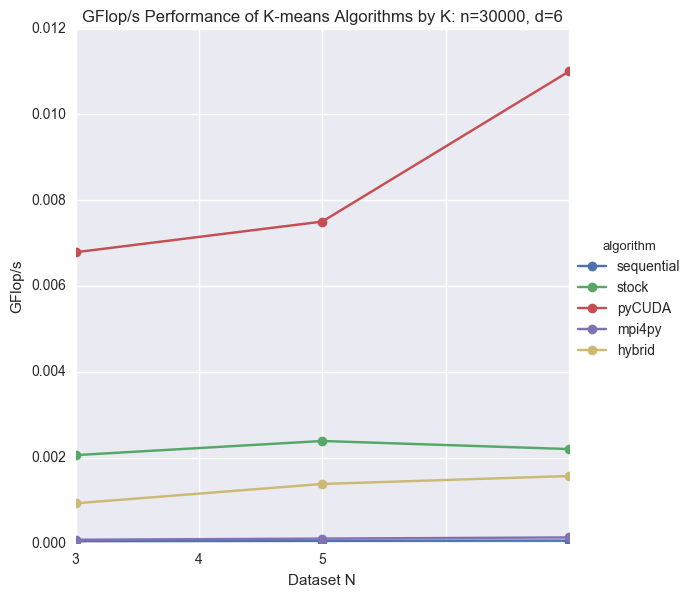 GFlop/s Performance of K-means Algorithms by K: n=30000, d=6
0.012
0.010
0.008
0.006
0.004
0.002
0.000
GFlop/s
3
4
5
Dataset N
algorithm
sequential
stock
pyCUDA
mpi4py
hybrid